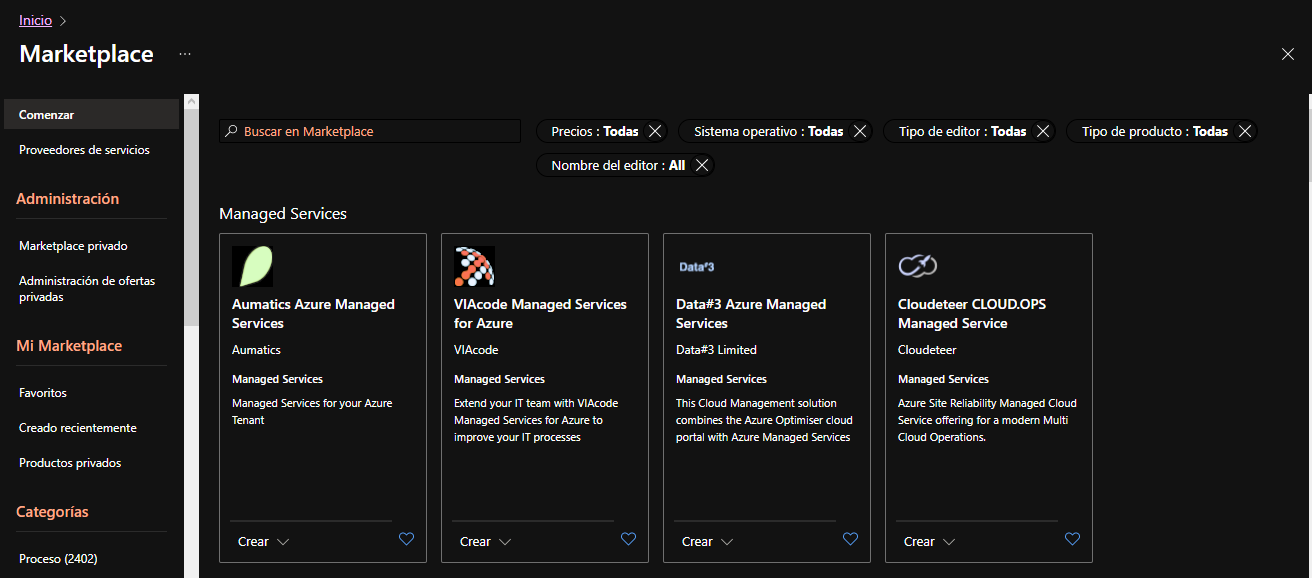 Inicio >
Marketplace ...
Comenzar
Proveedores de servicios
Administración
Marketplace privado
Administración de ofertas
privadas
Mi Marketplace
Favoritos
Creado recientemente
Productos privados
Categorías
Proceso (2402)
Buscar en Marketplace
Precios : Todas
Sistema operativo : Todas
Tipo de editor : Todas
Tipo de producto : Todas
Nombre del editor : All
Managed Services
Aumatics Azure Managed
Services
Aumatics
Managed Services
Managed Services for your Azure
Tenant
Crear
VIAcode Managed Services
for Azure
VIAcode
Managed Services
Extend your IT team with VIAcode
Managed Services for Azure to
improve your IT processes
Crear
Data#3
Data#3 Azure Managed
Services
Data#3 Limited
Managed Services
This Cloud Management solution
combines the Azure Optimiser cloud
portal with Azure Managed Services
Crear
Cloudeteer CLOUD.OPS
Managed Service
Cloudeteer
Managed Services
Azure Site Reliability Managed Cloud
Service offering for a modern Multi
Cloud Operations.
Crear